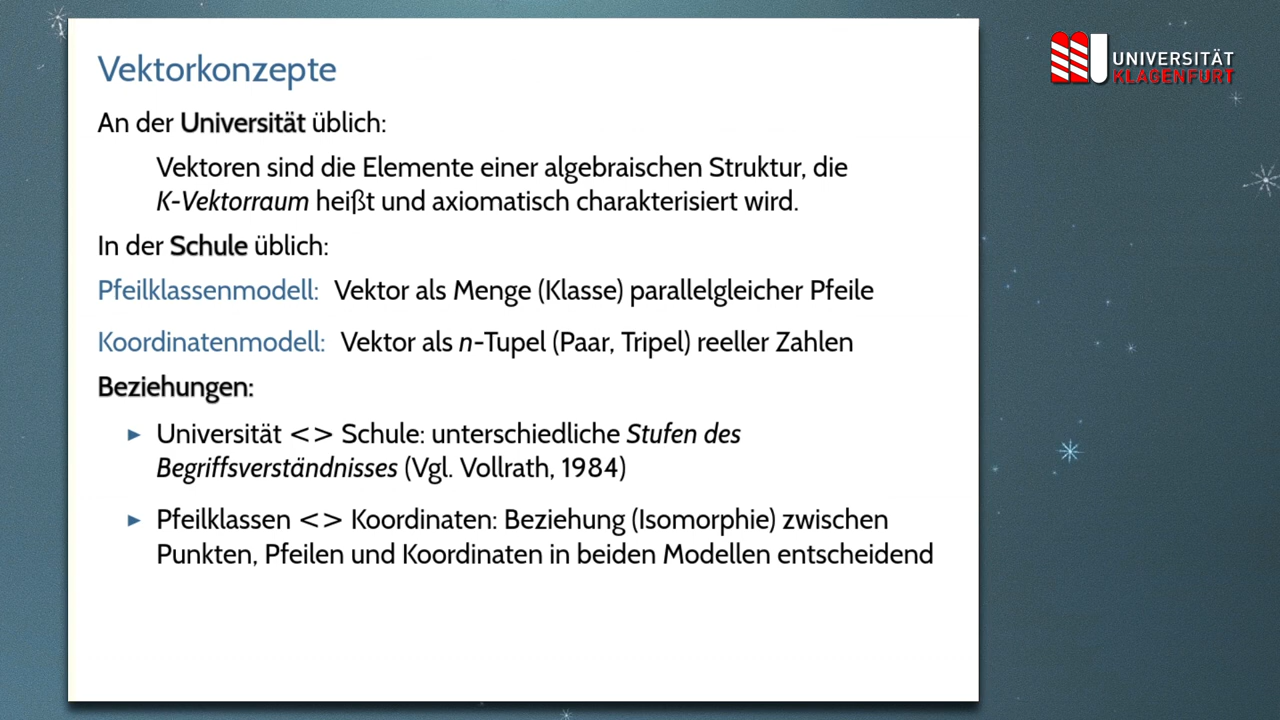 Vektorkonzepte
An der Universität üblich:
Vektoren sind die Elemente einer algebraischen Struktur, die
K-Vektorraum heißt und axiomatisch charakterisiert wird.
In der Schule üblich:
Pfeilklassenmodell: Vektor als Menge (Klasse) parallelgleicher Pfeile
Koordinatenmodell: Vektor als n-Tupel (Paar, Tripel) reeller Zahlen
Beziehungen:
► Universität <> Schule: unterschiedliche Stufen des
Begriffsverständnisses (Vgl. Vollrath, 1984)
► Pfeilklassen <> Koordinaten: Beziehung (Isomorphie) zwischen
Punkten, Pfeilen und Koordinaten in beiden Modellen entscheidend
UNIVERSITÄT
KLAGENFURT